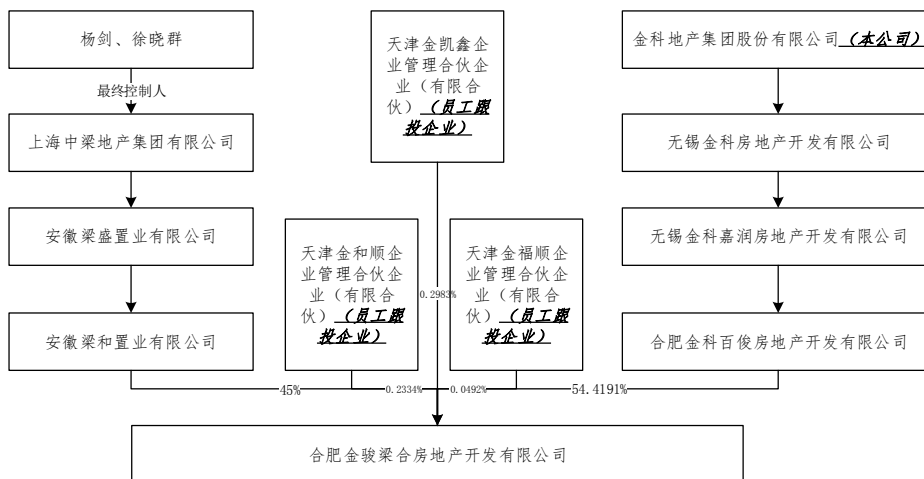 杨剑、徐晓群
最终控制人
上海中梁地产集团有限公司
安徽梁盛置业有限公司
安徽梁和置业有限公司
天津金凯鑫企
业管理合伙企
业（有限合
伙）（员工跟
投企业）
天津金和顺企
业管理合伙企
业（有限合
伙）（员工跟
投企业）
0.2983%
天津金福顺企
业管理合伙企
业（有限合
伙）（员工跟
投企业）
金科地产集团股份有限公司（本公司）
无锡金科房地产开发有限公司
无锡金科嘉润房地产开发有限公司
合肥金科百俊房地产开发有限公司
45%
0.2334%
0.0492%
54.4191%
合肥金骏梁合房地产开发有限公司